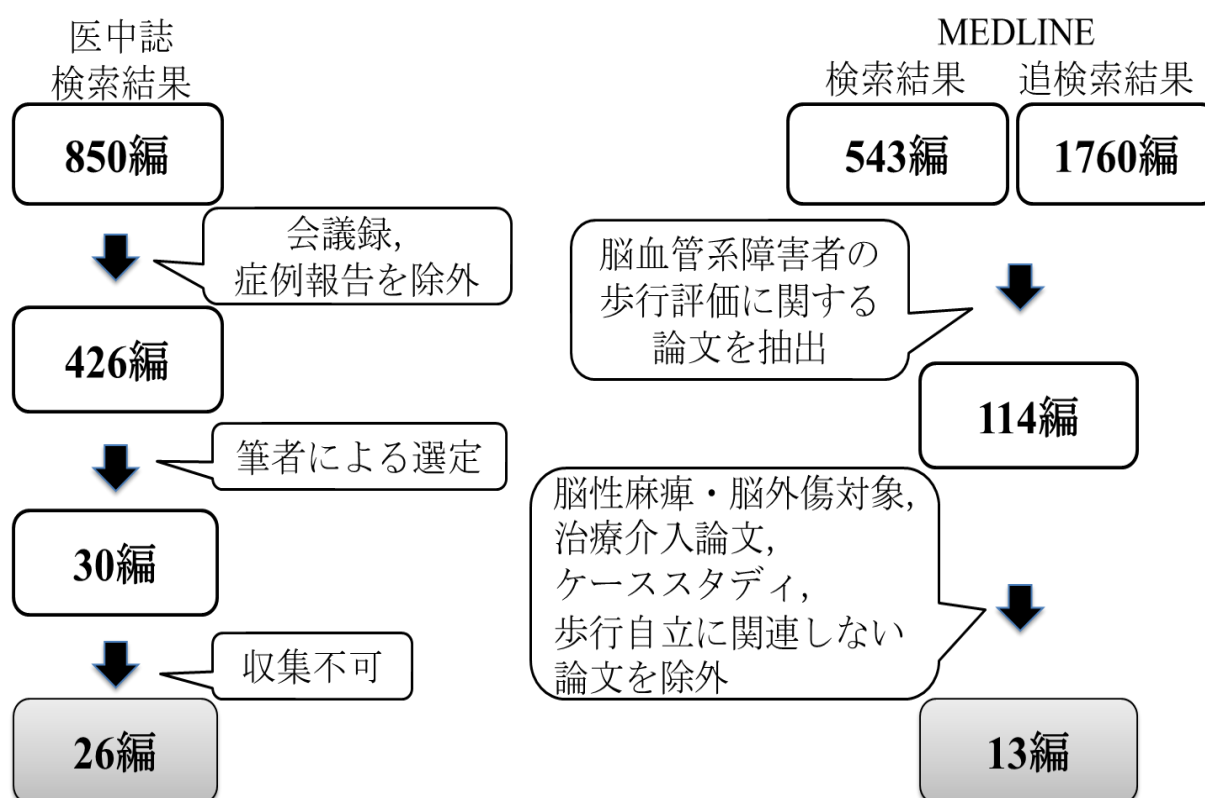 医中誌
検索結果
850編
会議録,
症例報告を除外
426編
筆者による選定
30編
収集不可
26編
MEDLINE
検索結果
追検索結果
543編
1760編
脳血管系障害者の
歩行評価に関する
論文を抽出
114編
脳性麻痺・脳外傷対象,
治療介入論文,
ケーススタディ,
歩行自立に関連しない
論文を除外
13編